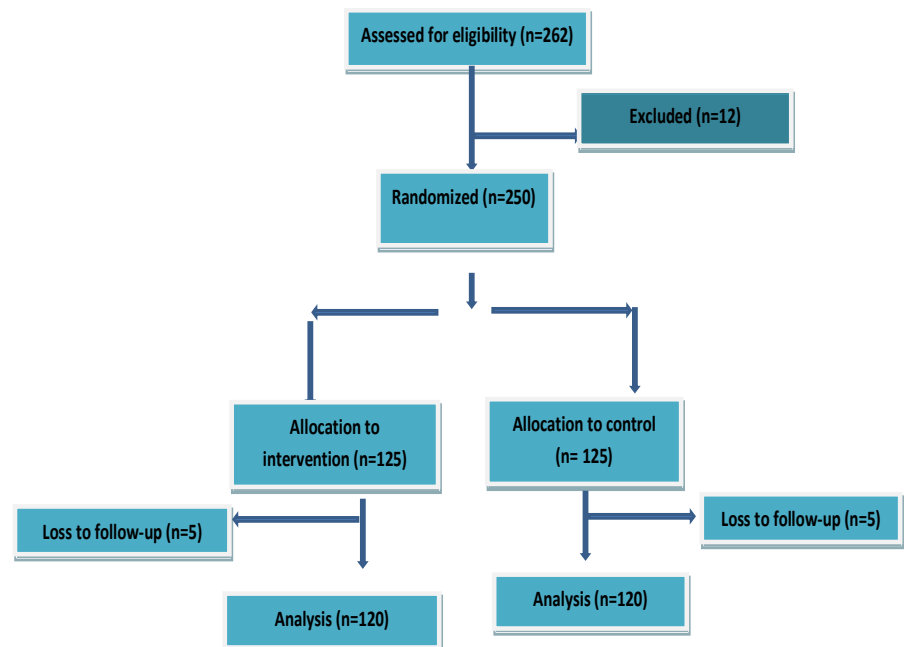 Assessed for eligibility (n=262)
Excluded (n=12)
Randomized (n=250)
Allocation to
intervention (n=125)
Allocation to control
(n= 125)
Loss to follow-up (n=5)
Loss to follow-up (n=5)
Analysis (n=120)
Analysis (n=120)